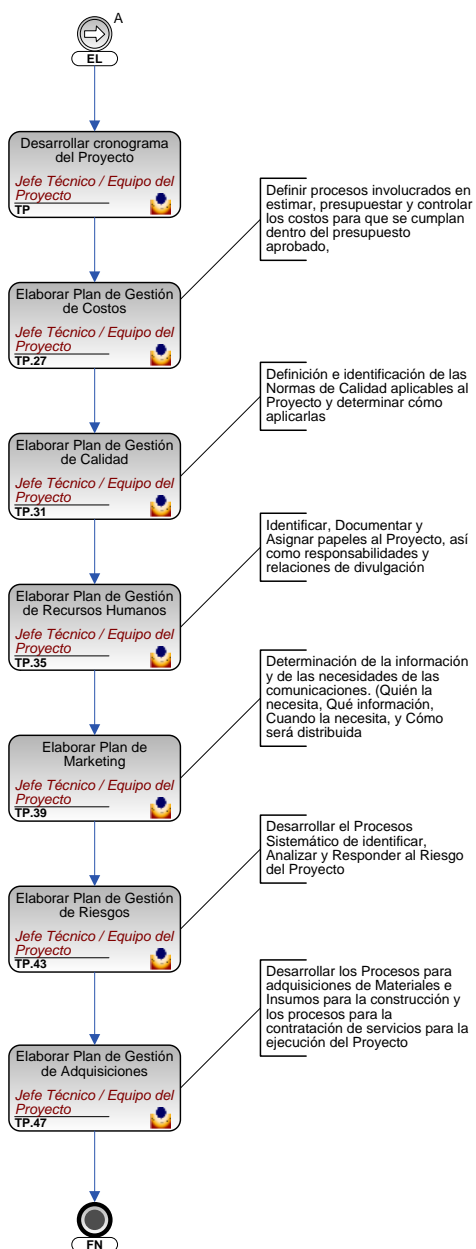 A
EL
Desarrollar cronograma
del Proyecto
Jefe Técnico / Equipo del
Proyecto
TP
Definir procesos involucrados en
estimar, presupuestar y controlar
los costos para que se cumplan
dentro del presupuesto
aprobado,
Elaborar Plan de Gestión
de Costos
Jefe Técnico / Equipo del
Proyecto
TP.27
Definición e identificación de las
Normas de Calidad aplicables al
Proyecto y determinar cómo
aplicarlas
Elaborar Plan de Gestión
de Calidad
Jefe Técnico / Equipo del
Proyecto
TP.31
Identificar, Documentar y
Asignar papeles al Proyecto, así
como responsabilidades y
relaciones de divulgación
Elaborar Plan de Gestión
de Recursos Humanos
Jefe Técnico / Equipo del
Proyecto
TP.35
Determinación de la información
y de las necesidades de las
comunicaciones. (Quién la
necesita, Qué información,
Cuando la necesita, y Cómo
será distribuida
Elaborar Plan de
Marketing
Jefe Técnico / Equipo del
Proyecto
TP.39
Desarrollar el Procesos
Sistemático de identificar,
Analizar y Responder al Riesgo
del Proyecto
Elaborar Plan de Gestión
de Riesgos
Jefe Técnico / Equipo del
Proyecto
TP.43
Desarrollar los Procesos para
adquisiciones de Materiales e
Insumos para la construcción y
los procesos para la
contratación de servicios para la
ejecución del Proyecto
Elaborar Plan de Gestión
de Adquisiciones
Jefe Técnico / Equipo del
Proyecto
TP.47
FN